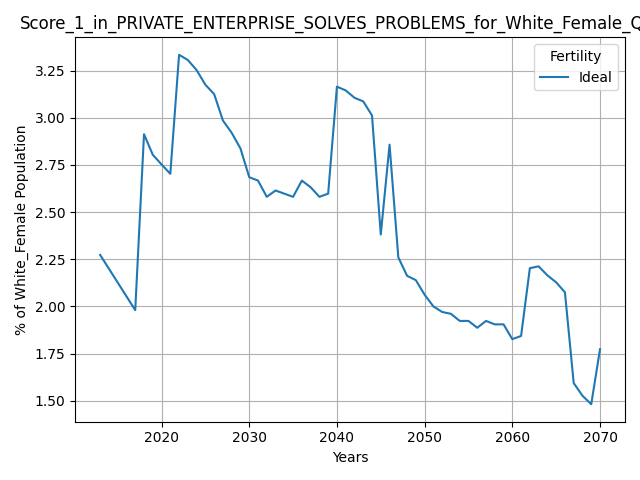 Score_1_in_PRIVATE_ENTERPRISE_SOLVES_PROBLEMS_for_White_Female_Q
3.25
3.00
2.75
2.50
2.25
2.00
1.75
1.50
% of White_Female Population
Fertility
Ideal
2020 2030 2040 2050 2060 2070
Years